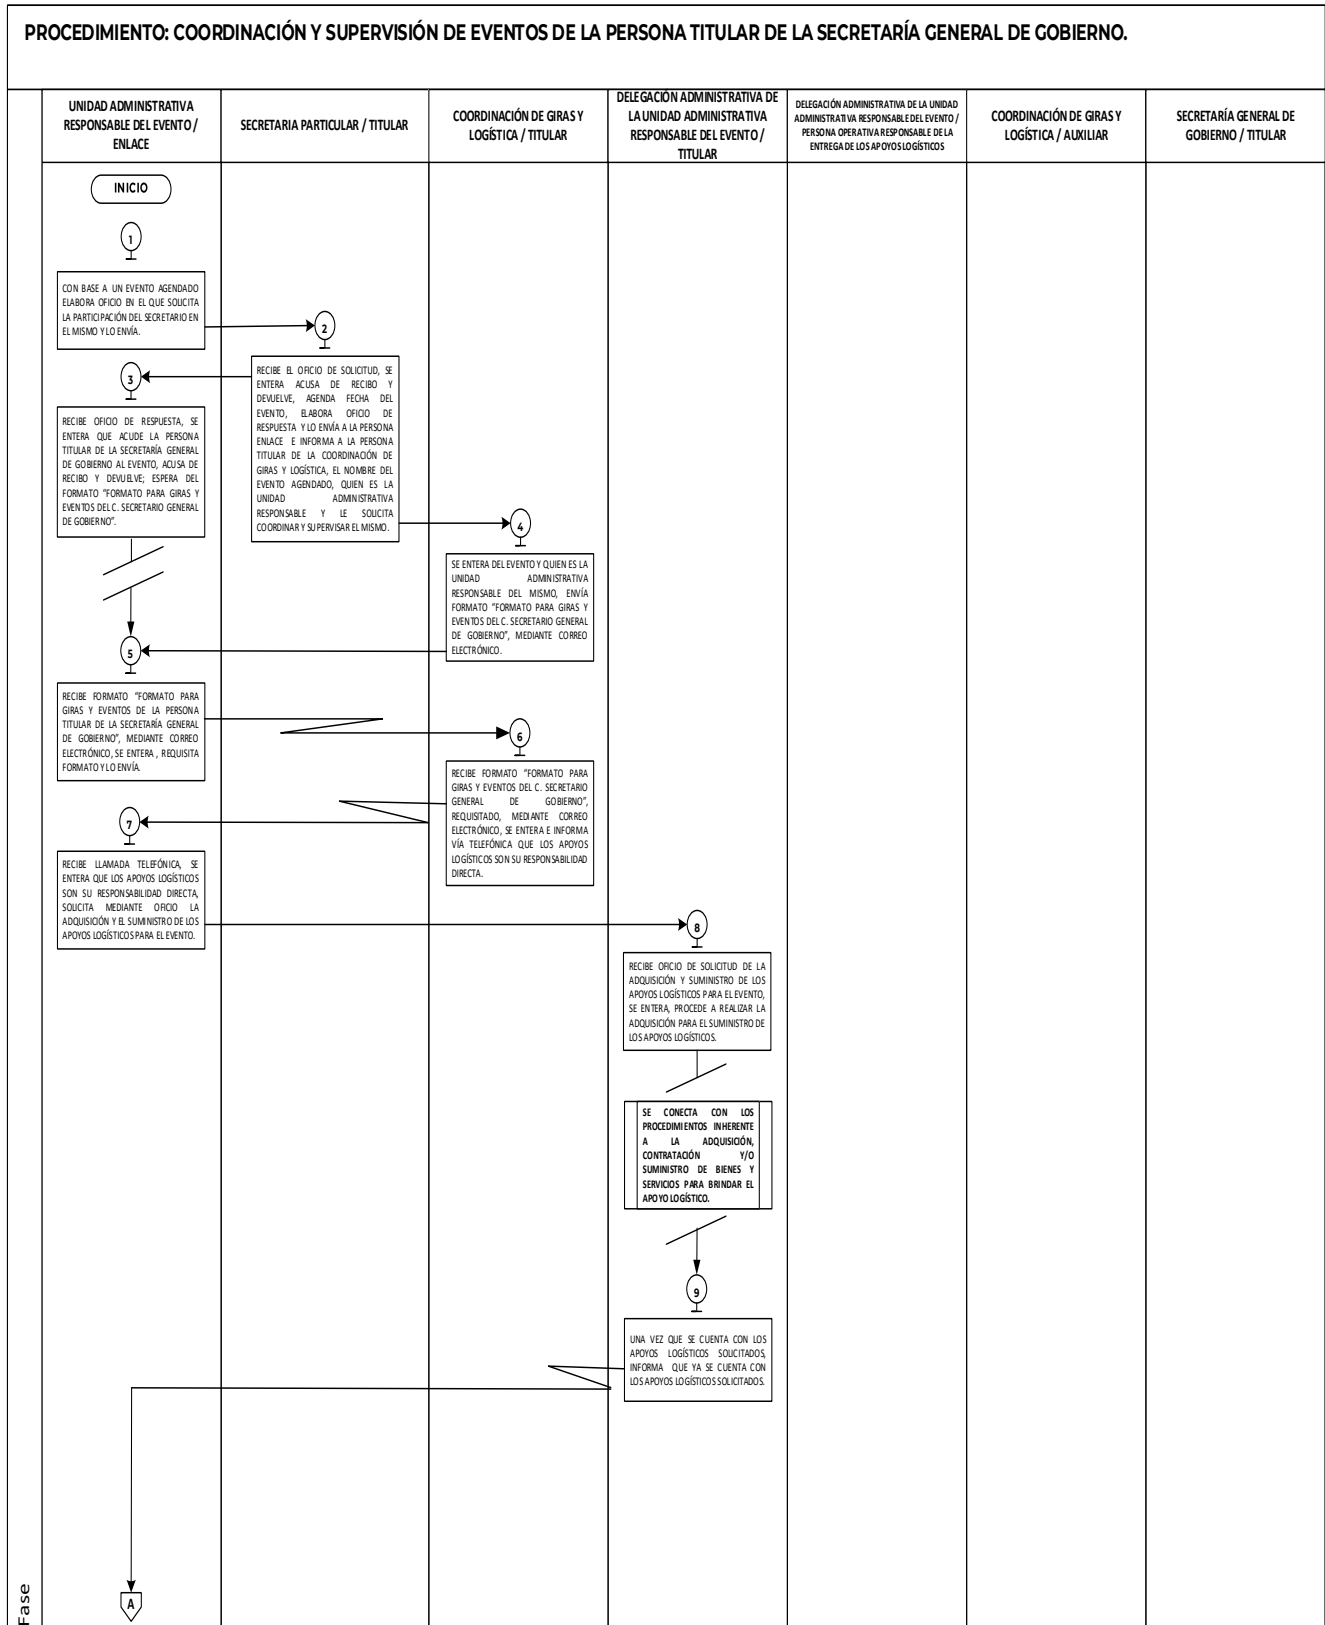 PROCEDIMIENTO: COORDINACIÓN Y SUPERVISIÓN DE EVENTOS DE LA PERSONA TITULAR DE LA SECRETARÍA GENERAL DE GOBIERNO.
UNIDAD ADMINISTRATIVA
RESPONSABLE DEL EVENTO /
ENLACE
SECRETARIA PARTICULAR / TITULAR
COORDINACIÓN DE GIRAS Y
LOGÍSTICA / TITULAR
DELEGACIÓN ADMINISTRATIVA DE
LA UNIDAD ADMINISTRATIVA
RESPONSABLE DEL EVENTO /
TITULAR
DELEGACIÓN ADMINISTRATIVA DE LA UNIDAD
ADMINISTRATIVA RESPONSABLE DEL EVENTO /
PERSONA OPERATIVA RESPONSABLE DE LA
ENTREGA DE LOS APOYOS LOGÍSTICOS
COORDINACIÓN DE GIRAS Y
LOGÍSTICA / AUXILIAR
SECRETARÍA GENERAL DE
GOBIERNO / TITULAR
INICIO
1
CON BASE A UN EVENTO AGENDADO
ELABORA OFICIO EN EL QUE SOLICITA
LA PARTICIPACIÓN DEL SECRETARIO EN
EL MISMO Y LO ENVÍA.
2
RECIBE EL OFICIO DE SOLICITUD, SE
ENTERA ACUSA DE RECIBO Y
DEVUELVE, AGENDA FECHA DEL
EVENTO, ELABORA OFICIO DE
RESPUESTA Y LO ENVÍA A LA PERSONA
ENLACE E INFORMA A LA PERSONA
TITULAR DE LA COORDINACIÓN DE
GIRAS Y LOGÍSTICA, EL NOMBRE DEL
EVENTO AGENDADO, QUIEN ES LA
UNIDAD ADMINISTRATIVA
RESPONSABLE Y LE SOLICITA
COORDINAR Y SUPERVISAR EL MISMO.
3
RECIBE OFICIO DE RESPUESTA, SE
ENTERA QUE ACUDE LA PERSONA
TITULAR DE LA SECRETARÍA GENERAL
DE GOBIERNO AL EVENTO, ACUSA DE
RECIBO Y DEVUELVE; ESPERA DEL
FORMATO “FORMATO PARA GIRAS Y
EVENTOS DEL C. SECRETARIO GENERAL
DE GOBIERNO”.
4
SE ENTERA DEL EVENTO Y QUIEN ES LA
UNIDAD ADMINISTRATIVA
RESPONSABLE DEL MISMO, ENVÍA
FORMATO “FORMATO PARA GIRAS Y
EVENTOS DEL C. SECRETARIO GENERAL
DE GOBIERNO”, MEDIANTE CORREO
ELECTRÓNICO.
5
RECIBE FORMATO “FORMATO PARA
GIRAS Y EVENTOS DE LA PERSONA
TITULAR DE LA SECRETARÍA GENERAL
DE GOBIERNO”, MEDIANTE CORREO
ELECTRÓNICO, SE ENTERA , REQUISITA
FORMATO Y LO ENVÍA.
6
RECIBE FORMATO “FORMATO PARA
GIRAS Y EVENTOS DEL C. SECRETARIO
GENERAL DE GOBIERNO”,
REQUISITADO, MEDIANTE CORREO
ELECTRÓNICO, SE ENTERA E INFORMA
VÍA TELEFÓNICA QUE LOS APOYOS
LOGÍSTICOS SON SU RESPONSABILIDAD
DIRECTA.
7
RECIBE LLAMADA TELEFÓNICA, SE
ENTERA QUE LOS APOYOS LOGÍSTICOS
SON SU RESPONSABILIDAD DIRECTA,
SOLICITA MEDIANTE OFICIO LA
ADQUISICIÓN Y EL SUMINISTRO DE LOS
APOYOS LOGÍSTICOS PARA EL EVENTO.
8
RECIBE OFICIO DE SOLICITUD DE LA
ADQUISICIÓN Y SUMINISTRO DE LOS
APOYOS LOGÍSTICOS PARA EL EVENTO,
SE ENTERA, PROCEDE A REALIZAR LA
ADQUISICIÓN PARA EL SUMINISTRO DE
LOS APOYOS LOGÍSTICOS.
SE CONECTA CON LOS
PROCEDIMIENTOS INHERENTE
A LA ADQUISICIÓN,
CONTRATACIÓN Y/O
SUMINISTRO DE BIENES Y
SERVICIOS PARA BRINDAR EL
APOYO LOGÍSTICO.
9
UNA VEZ QUE SE CUENTA CON LOS
APOYOS LOGÍSTICOS SOLICITADOS,
INFORMA QUE YA SE CUENTA CON
LOS APOYOS LOGÍSTICOS SOLICITADOS.
A
Fase